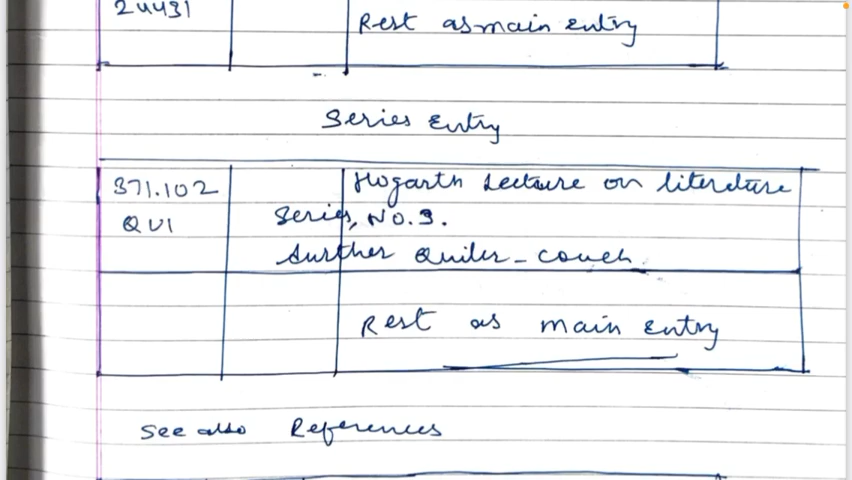 24431
Rest as main entry
Series Entry
371.102
QUI
Hogarth Lecture on literature
Series, NO. 3.
Further Quiler-couch
Rest as main Entry
See also References